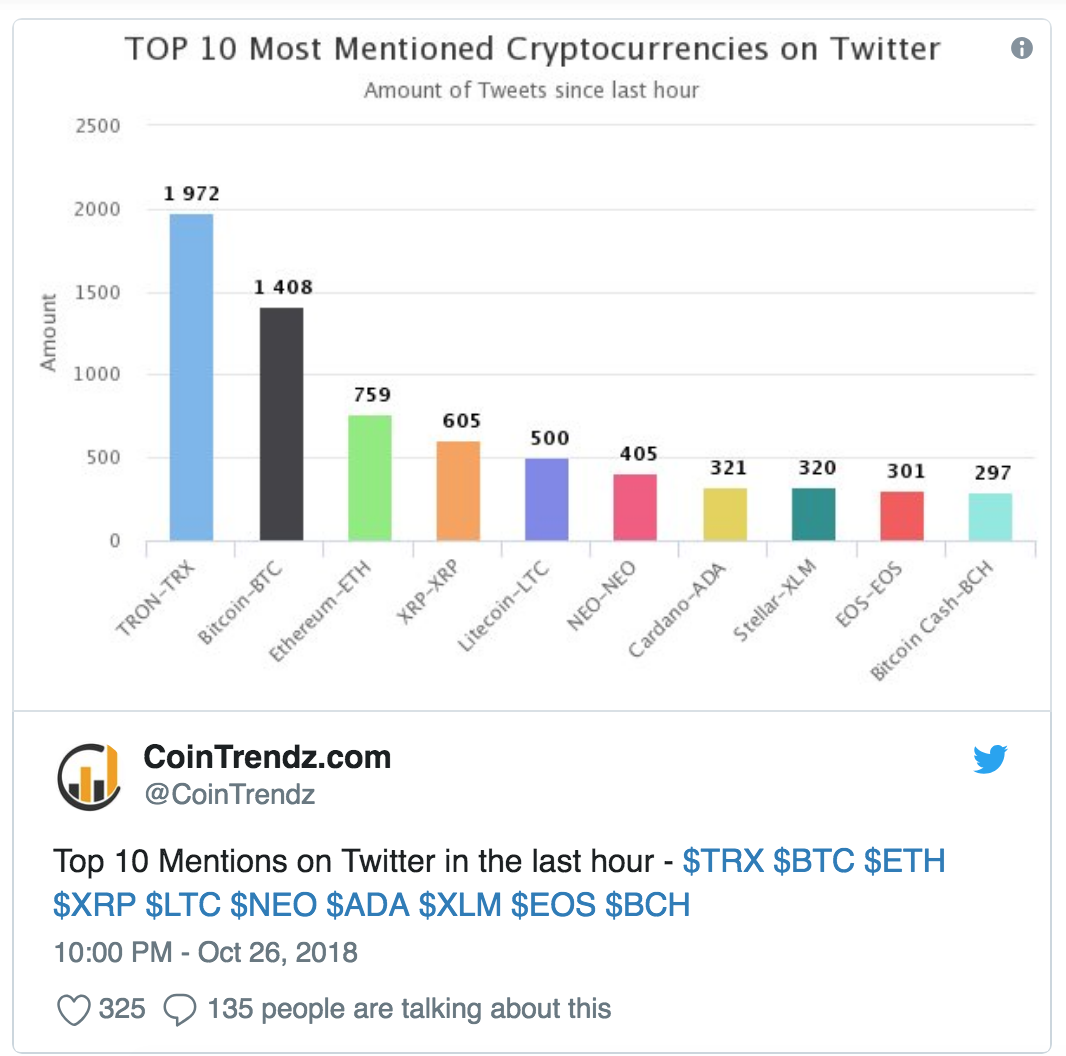 TOP 10 Most Mentioned Cryptocurrencies on Twitter
Amount of Tweets since last hour
Amount
2500
2000
1500
1000
500
0
1 972
1 408
759
605
500
405
321
320
301
297
TRON-TRX
Bitcoin-BTC
Ethereum-ETH
XRP-XRP
Litecoin-LTC
NEO-NEO
Cardano-ADA
Stellar-XLM
EOS-EOS
Bitcoin Cash-BCH
CoinTrendz.com
@CoinTrendz
Top 10 Mentions on Twitter in the last hour - $TRX $BTC $ETH
$XRP $LTC $NEO $ADA $XLM $EOS $BCH
10:00 PM - Oct 26, 2018
325 135 people are talking about this